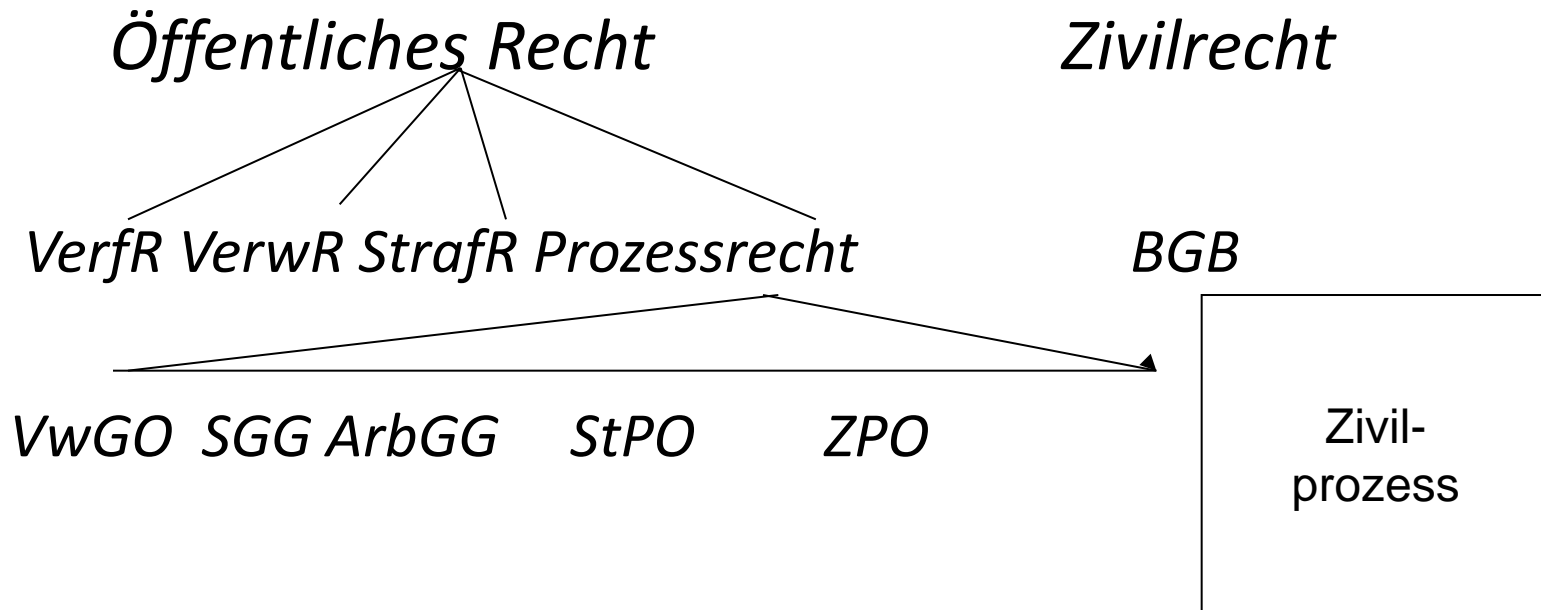 Öffentliches Recht Zivilrecht
VerfR VerwR StrafR Prozessrecht BGB
VwGO SGG ArbGG StPO ZPO
Zivil-
prozess